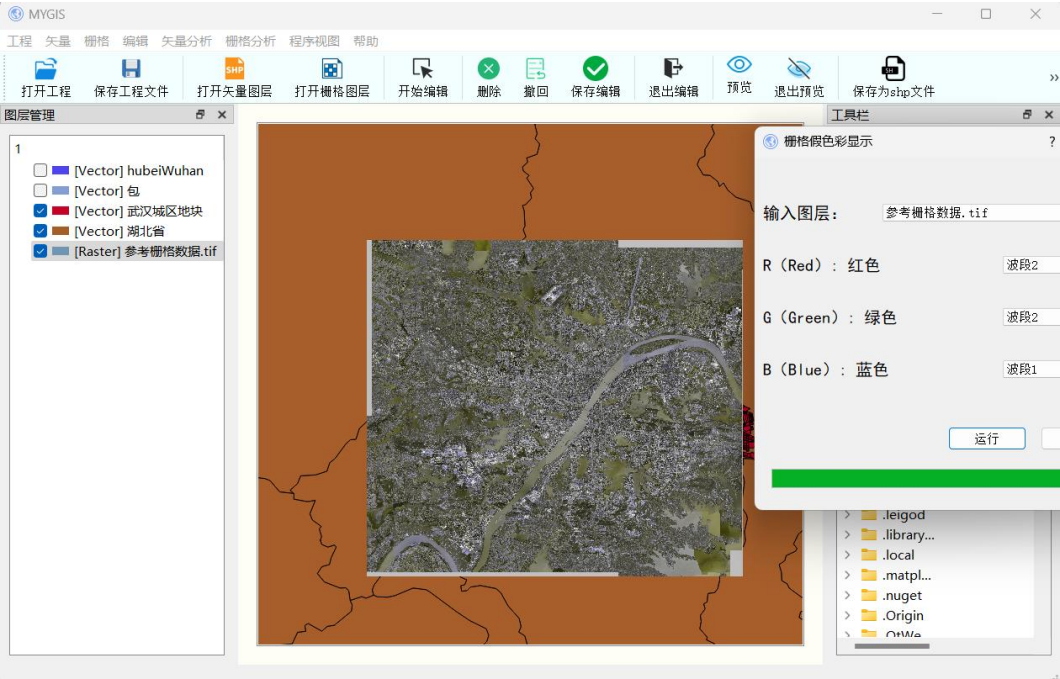 MYGIS
工程 矢量 栅格 编辑 矢量分析 栅格分析 程序视图 帮助
SHP SHP
打开工程 保存工程文件 打开矢量图层 打开栅格图层 开始编辑 删除 撤回 保存编辑 退出编辑 预览 退出预览 保存为shp文件 »
图层管理 工具栏
栅格假色彩显示 ?
1
[Vector] hubeiWuhan
[Vector] 包
[Vector] 武汉城区地块
[Vector] 湖北省
[Raster] 参考栅格数据.tif
输入图层： 参考栅格数据.tif
R（Red）: 红色 波段2
G（Green）: 绿色 波段2
B（Blue）: 蓝色 波段1
运行
.leigod
.library...
.local
.matpl...
.nuget
.Origin
.QtWe